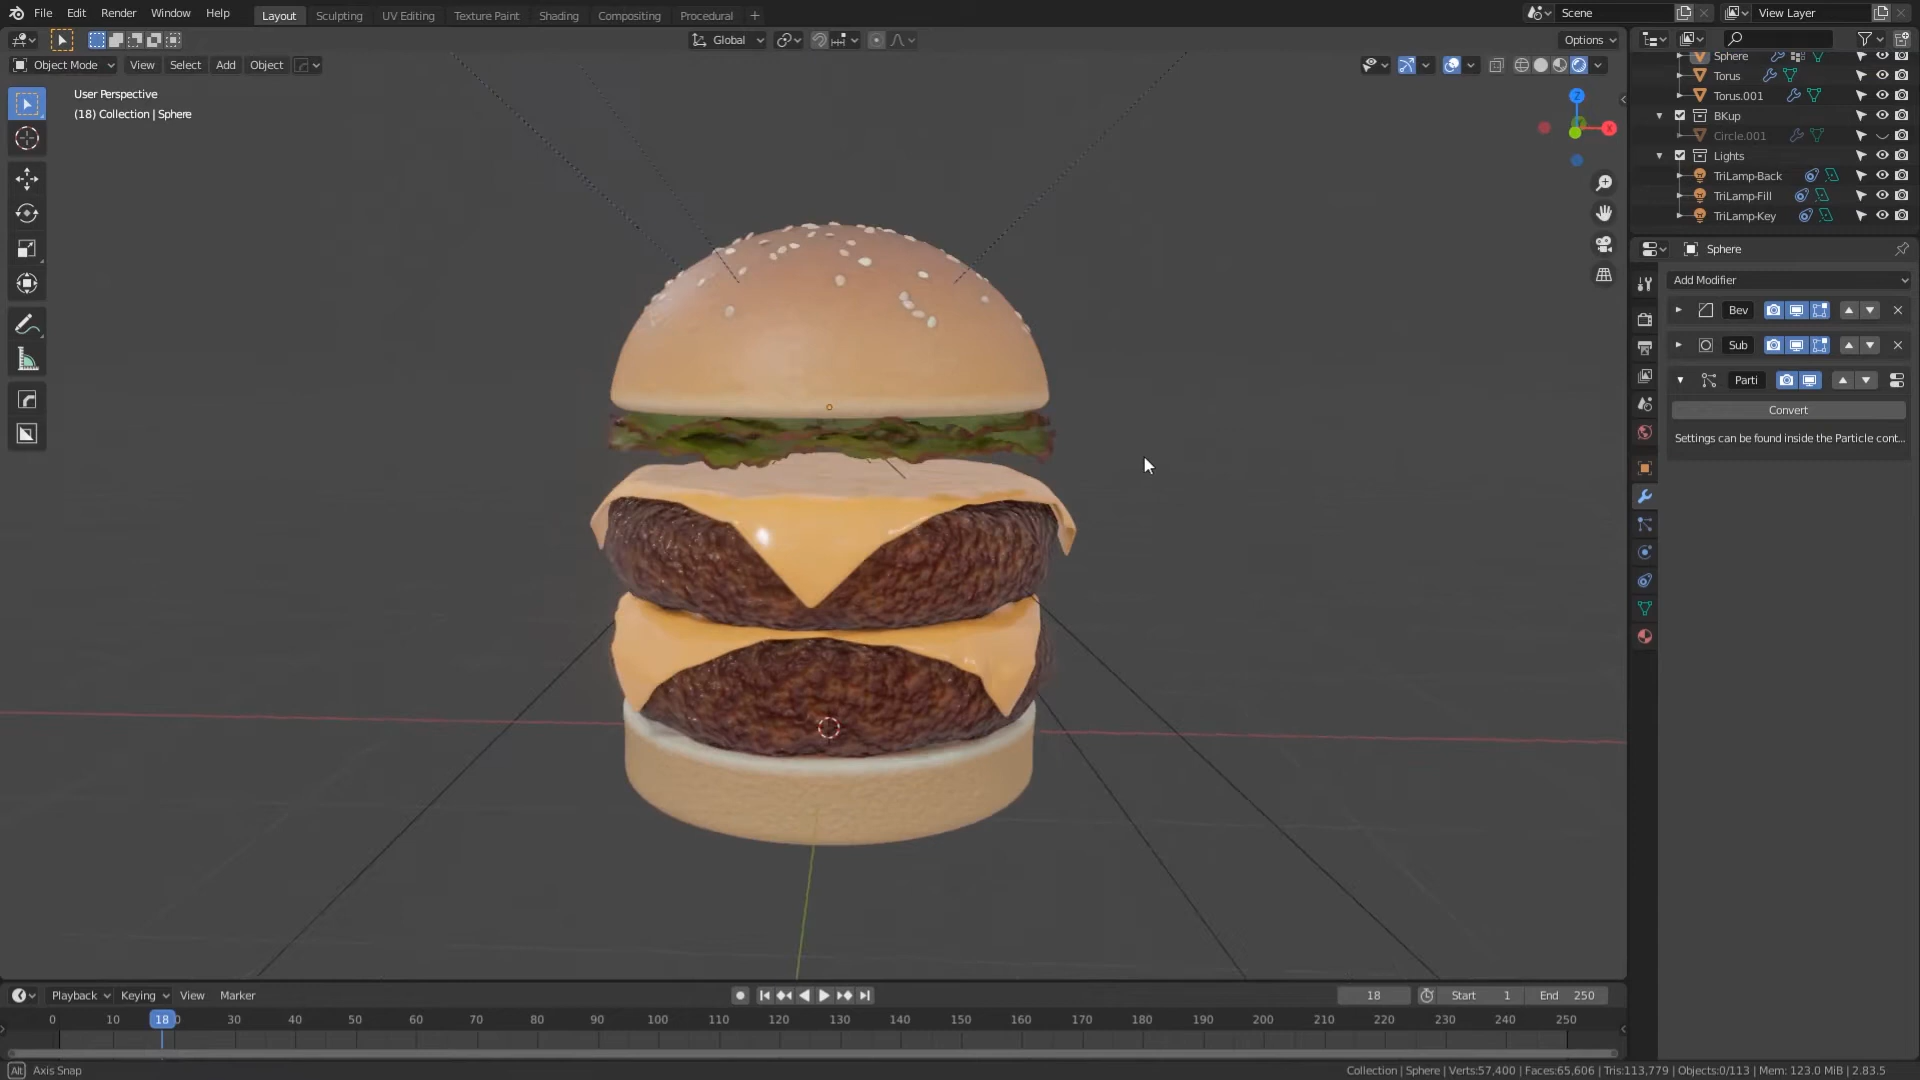 File Edit Render Window Help Layout Sculpting UV Editing Texture Paint Shading Compositing Procedural + Scene View Layer
Global Options
Object Mode View Select Add Object
User Perspective
(18) Collection | Sphere
Z
X
Sphere
Torus
Torus.001
BKup
Circle.001
Lights
TriLamp-Back
TriLamp-Fill
TriLamp-Key
Sphere
Add Modifier
Bev
Sub
Parti
Convert
Settings can be found inside the Particle cont...
Playback Keying View Marker 18 Start 1 End 250
0 10 18 30 40 50 60 70 80 90 100 110 120 130 140 150 160 170 180 190 200 210 220 230 240 250
Alt Axis Snap Collection | Sphere | Verts:57,400 | Faces:65,606 | Tris:113,779 | Objects:0/113 | Mem: 123.0 MiB | 2.83.5